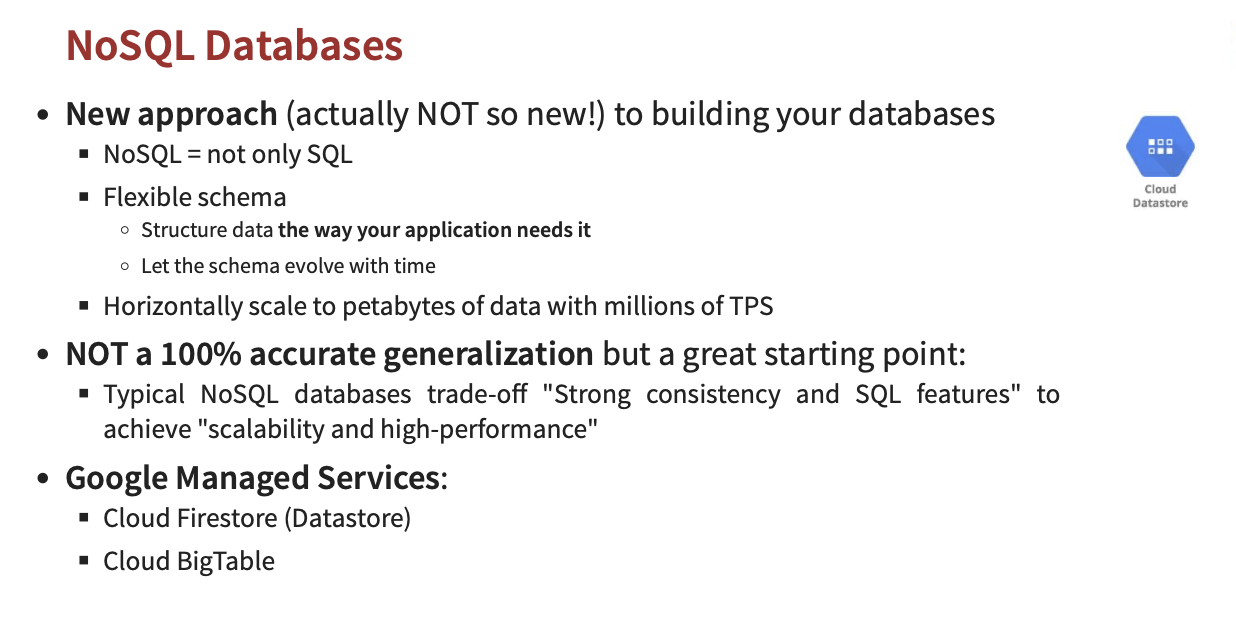 NoSQL Databases
• New approach (actually NOT so new!) to building your databases
▪ NoSQL = not only SQL
▪ Flexible schema
○ Structure data the way your application needs it
○ Let the schema evolve with time
▪ Horizontally scale to petabytes of data with millions of TPS
• NOT a 100% accurate generalization but a great starting point:
▪ Typical NoSQL databases trade-off "Strong consistency and SQL features" to
achieve "scalability and high-performance"
• Google Managed Services:
▪ Cloud Firestore (Datastore)
▪ Cloud BigTable
Cloud
Datastore